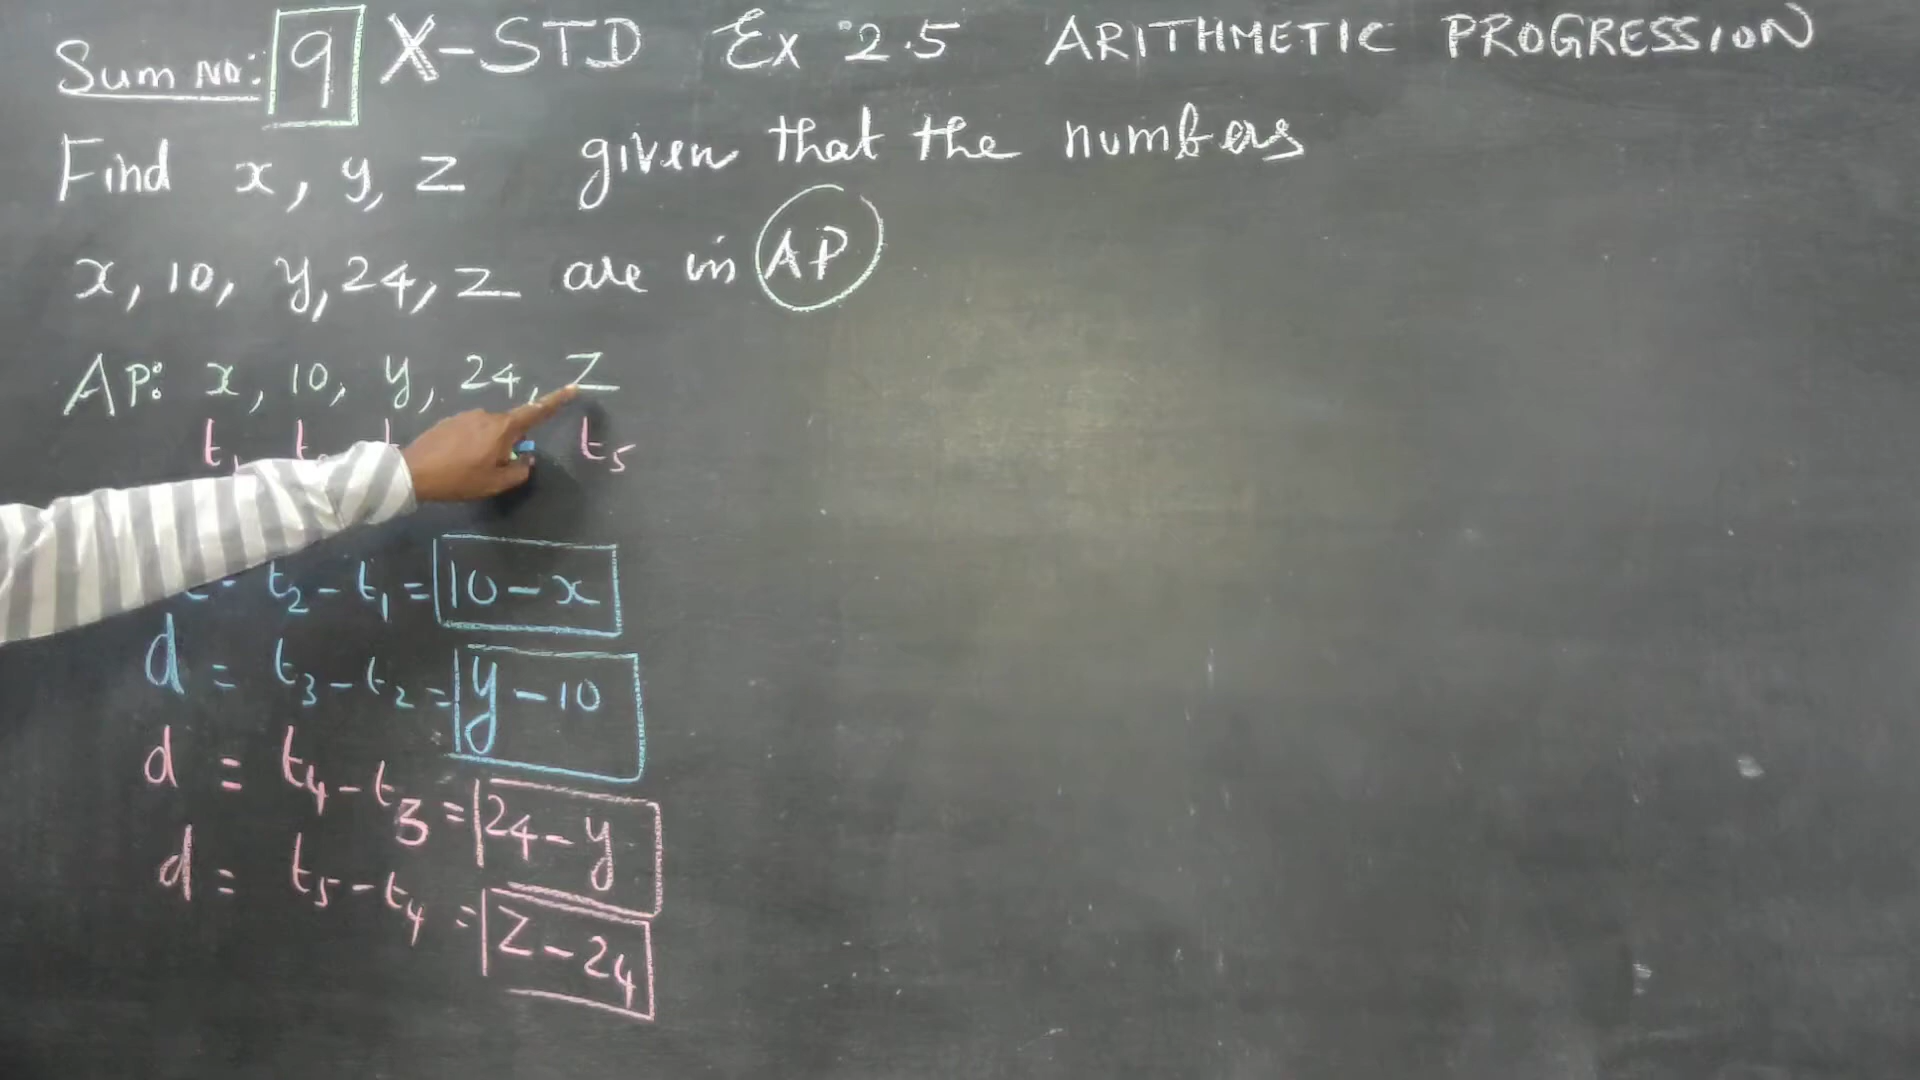 Sum No: 9 X-STD Ex 2.5 ARITHMETIC PROGRESSION
Find x, y, z given that the numbers
x, 10, y, 24, z are in AP
AP: x, 10, y, 24, z
t₁ t₅
t₂ - t₁ = 10 - x
d = t₃ - t₂ = y - 10
d = t₄ - t₃ = 24 - y
d = t₅ - t₄ = z - 24